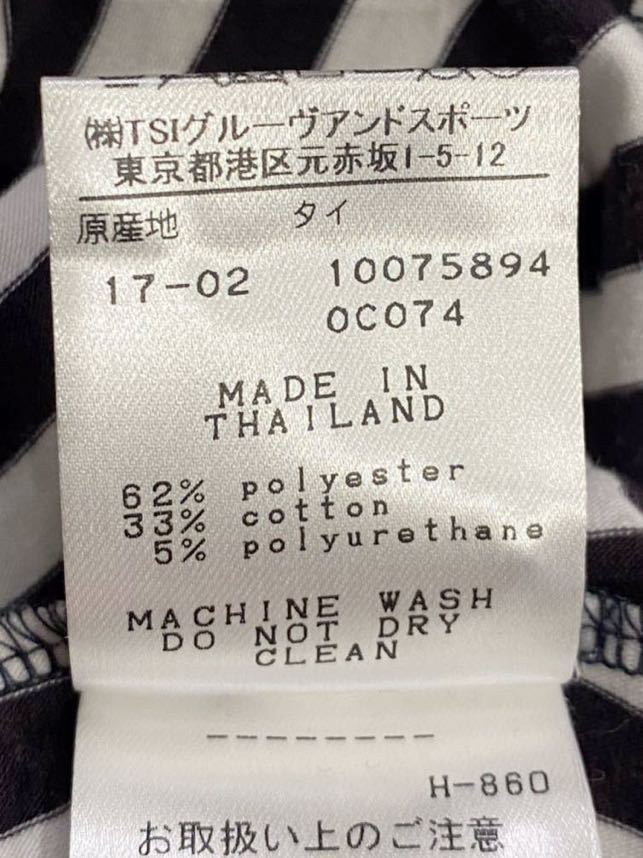 (株)TSIグルーヴアンドスポーツ
東京都港区元赤坂1-5-12
原産地 タイ
17-02 10075894
0C074
MADE IN
THAILAND
62% polyester
33% cotton
5% polyurethane
MACHINE WASH
DO NOT DRY
CLEAN
--------
H-860
お取扱い上のご注意